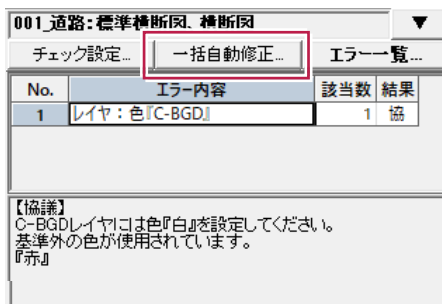 001_道路:標準横断図、横断図 ▼
チェック設定... 一括自動修正... エラー一覧...
No. エラー内容 該当数 結果
1 レイヤ：色『C-BGD』 1 協
【協議】
C-BGDレイヤには色『白』を設定してください。
基準外の色が使用されています。
『赤』